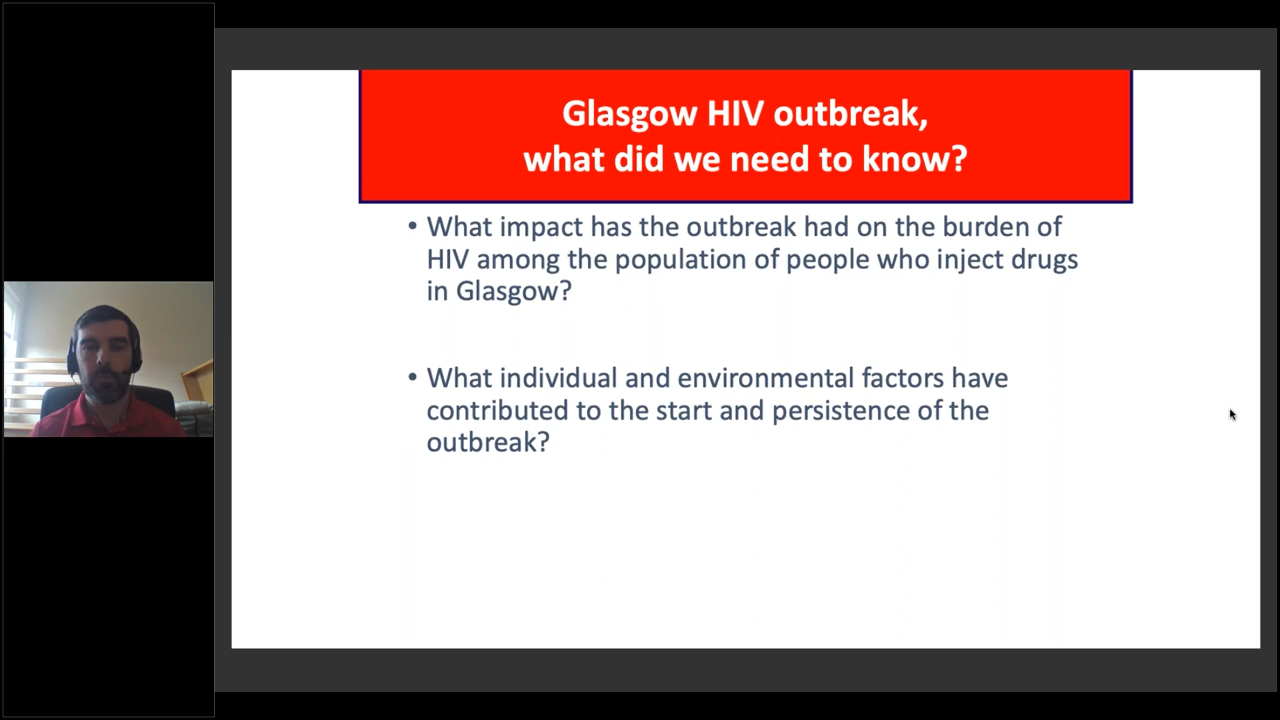 Glasgow HIV outbreak,
what did we need to know?
• What impact has the outbreak had on the burden of
HIV among the population of people who inject drugs
in Glasgow?
• What individual and environmental factors have
contributed to the start and persistence of the
outbreak?